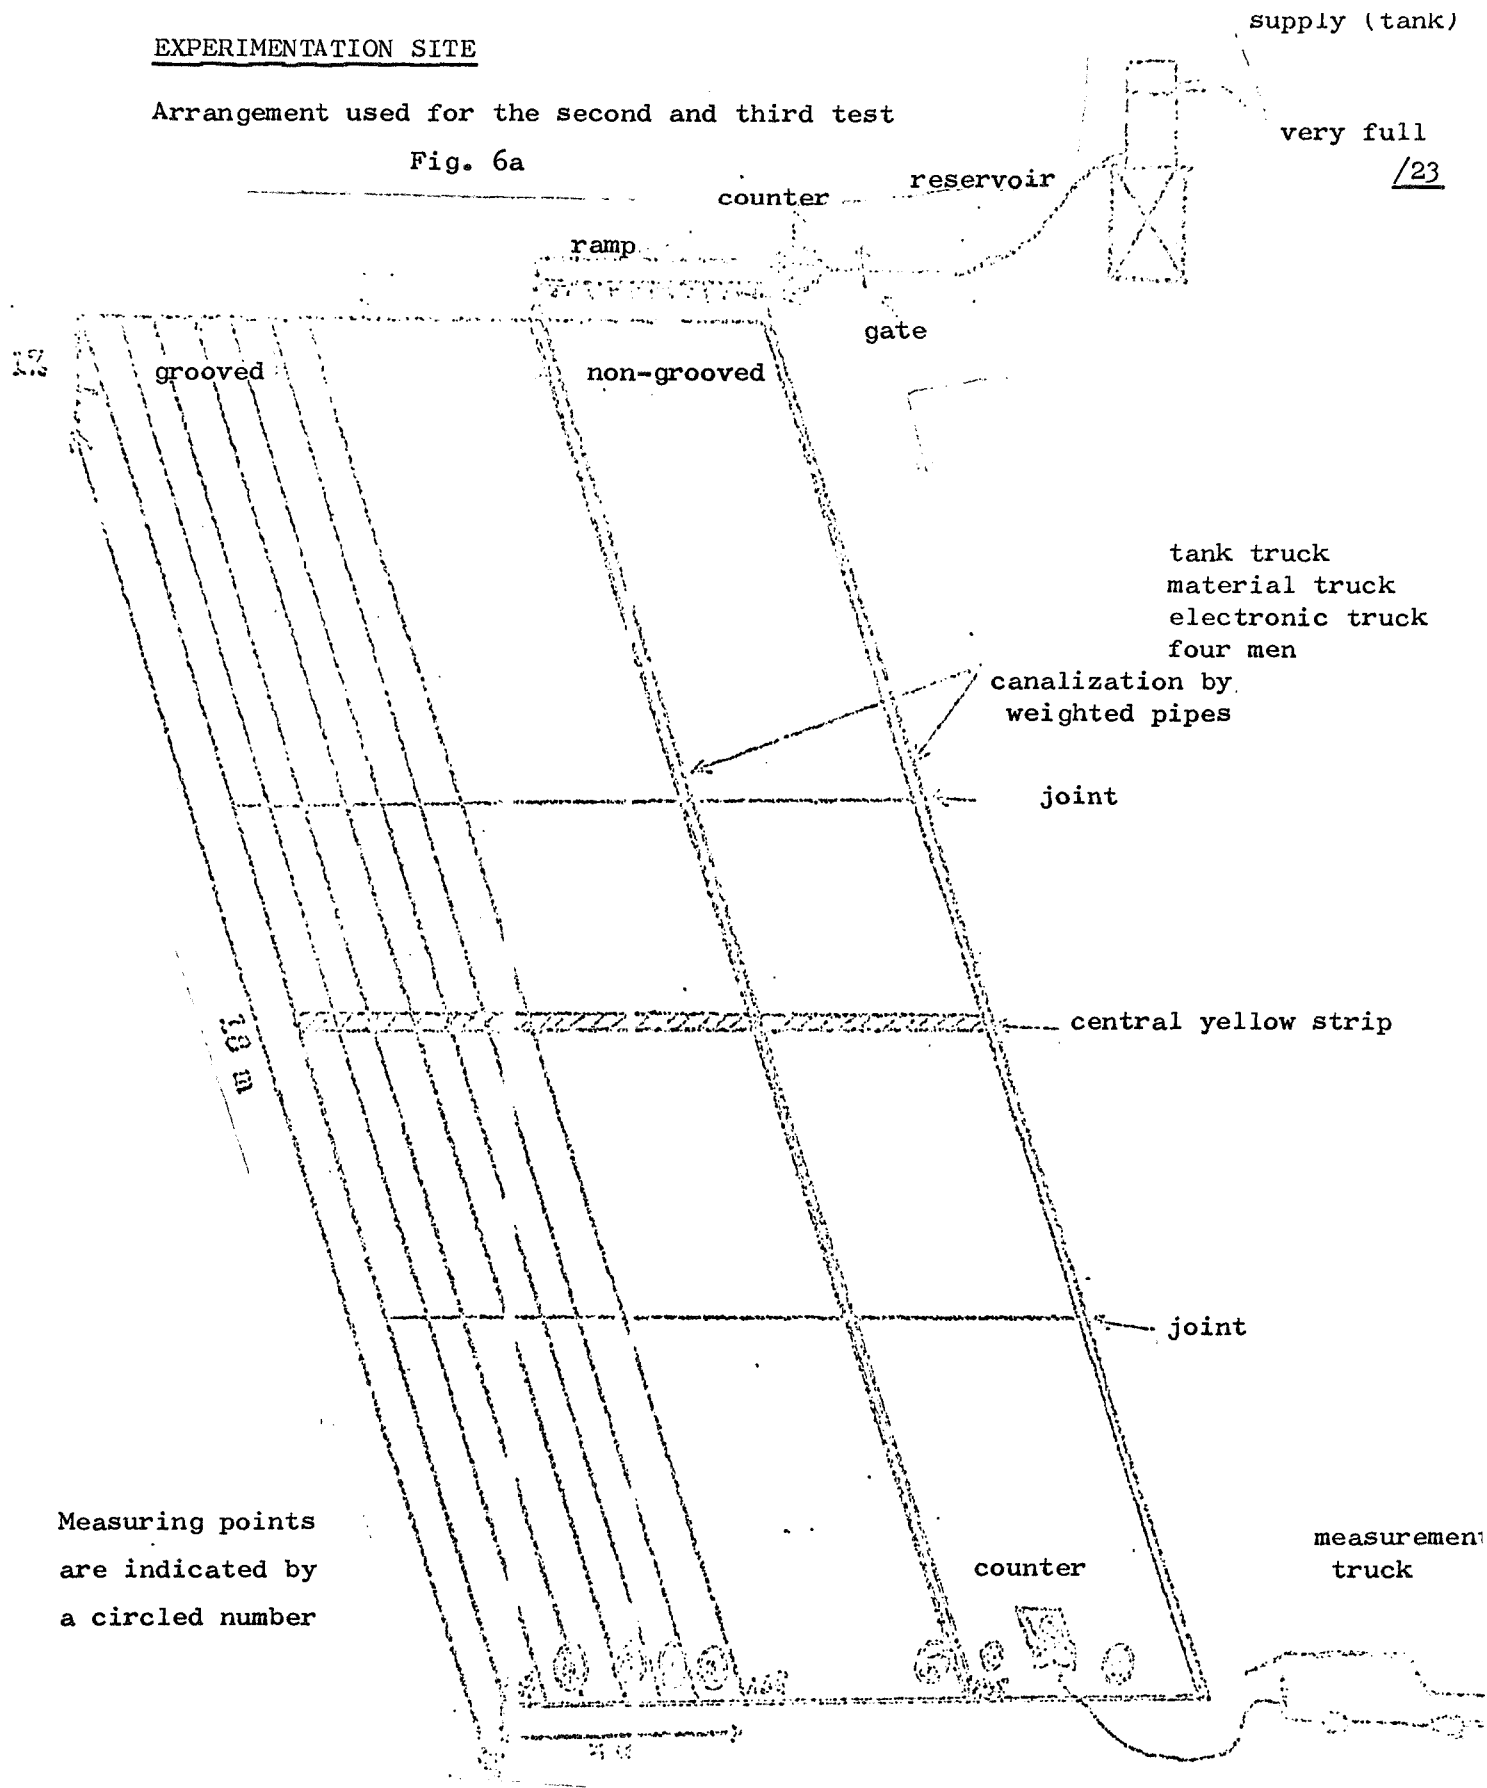 supply (tank)
EXPERIMENTATION SITE
Arrangement used for the second and third test
very full
Fig. 6a
/23
reservoir
counter
ramp
gate
1%
grooved
non-grooved
tank truck
material truck
electronic truck
four men
canalization by
weighted pipes
joint
18 m
central yellow strip
joint
Measuring points
are indicated by
a circled number
counter
measurement
truck